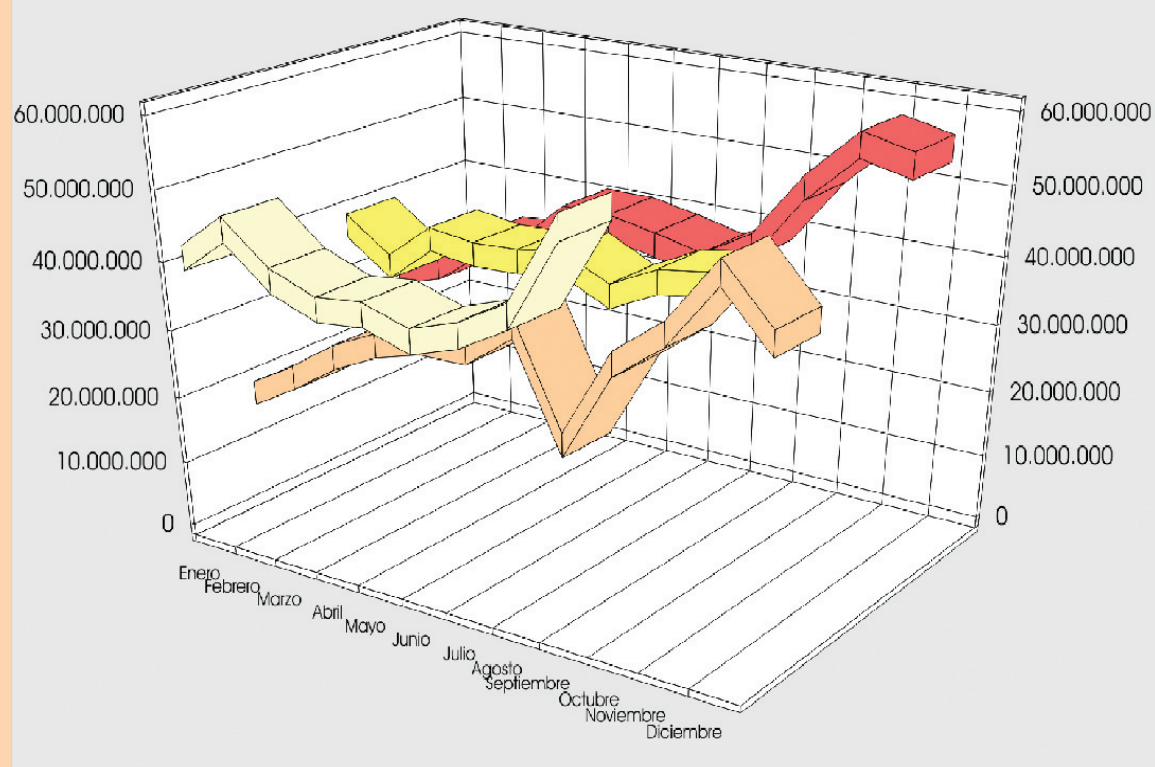 60.000.000
50.000.000
40.000.000
30.000.000
20.000.000
10.000.000
0
60.000.000
50.000.000
40.000.000
30.000.000
20.000.000
10.000.000
0
Enero
Febrero
Marzo
Abril
Mayo
Junio
Julio
Agosto
Septiembre
Octubre
Noviembre
Diciembre